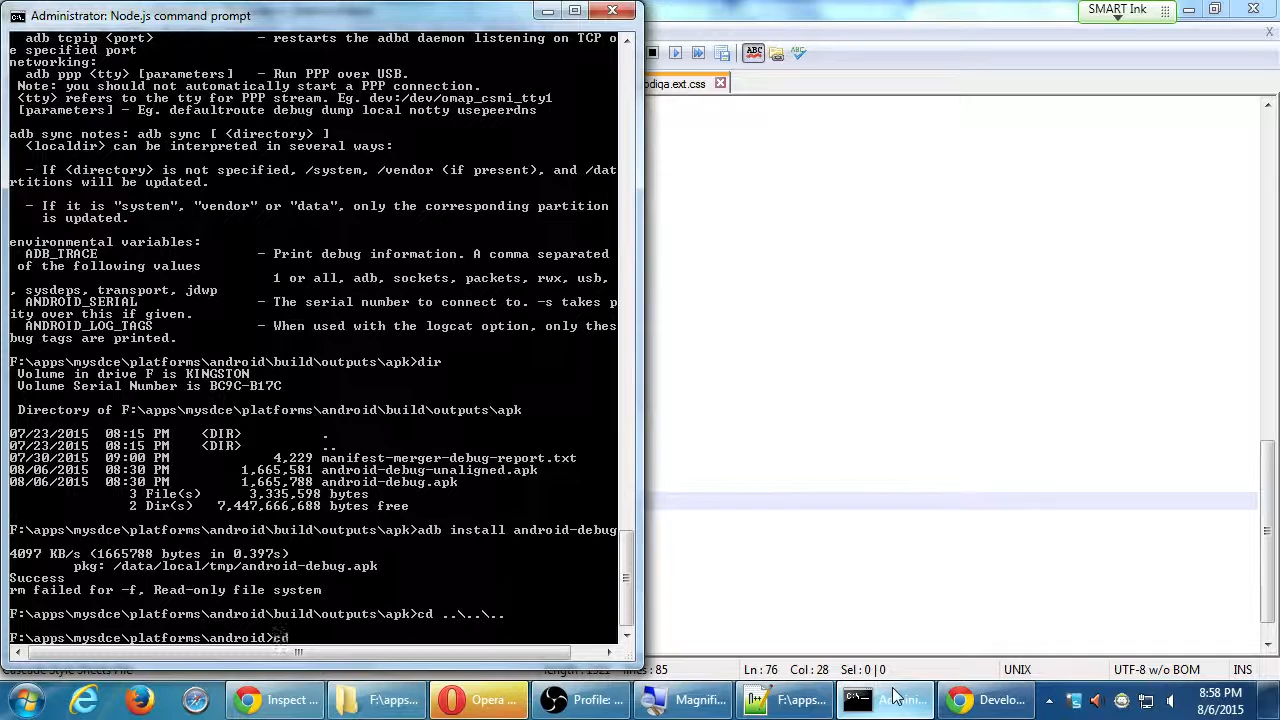 Administrator: Node.js command prompt
SMART Ink
adb tcpip <port> - restarts the adbd daemon listening on TCP o
e specified port
networking:
adb ppp <tty> [parameters] - Run PPP over USB.
Note: you should not automatically start a PPP connection.
<tty> refers to the tty for PPP stream. Eg. dev:/dev/omap_csmi_tty1
[parameters] - Eg. defaultroute debug dump local notty usepeerdns
adb sync notes: adb sync [ <directory> ]
<localdir> can be interpreted in several ways:
- If <directory> is not specified, /system, /vendor (if present), and /dat
rtitions will be updated.
- If it is "system", "vendor" or "data", only the corresponding partition
is updated.
environmental variables:
ADB_TRACE - Print debug information. A comma separated
of the following values
1 or all, adb, sockets, packets, rwx, usb,
, sysdeps, transport, jdwp
ANDROID_SERIAL - The serial number to connect to. -s takes p
ity over this if given.
ANDROID_LOG_TAGS - When used with the logcat option, only thes
bug tags are printed.
F:\apps\mysdce\platforms\android\build\outputs\apk>dir
Volume in drive F is KINGSTON
Volume Serial Number is BC9C-B17C
Directory of F:\apps\mysdce\platforms\android\build\outputs\apk
07/23/2015 08:15 PM <DIR> .
07/23/2015 08:15 PM <DIR> ..
07/30/2015 09:00 PM 4,229 manifest-merger-debug-report.txt
08/06/2015 08:30 PM 1,665,581 android-debug-unaligned.apk
08/06/2015 08:30 PM 1,665,788 android-debug.apk
3 File(s) 3,335,598 bytes
2 Dir(s) 7,447,666,688 bytes free
F:\apps\mysdce\platforms\android\build\outputs\apk>adb install android-debug
4097 KB/s (1665788 bytes in 0.397s)
pkg: /data/local/tmp/android-debug.apk
Success
rm failed for -f, Read-only file system
F:\apps\mysdce\platforms\android\build\outputs\apk>cd ..\..\..
F:\apps\mysdce\platforms\android>cd
ABC
ABC
odiqa.ext.css
lines:85
Ln:76 Col:28 Sel:0|0
UNIX
UTF-8 w/o BOM
INS
Inspect ...
F:\apps...
Opera ...
Profile: ...
Magnifi...
F:\apps...
Develo...
8:58 PM
8/6/2015